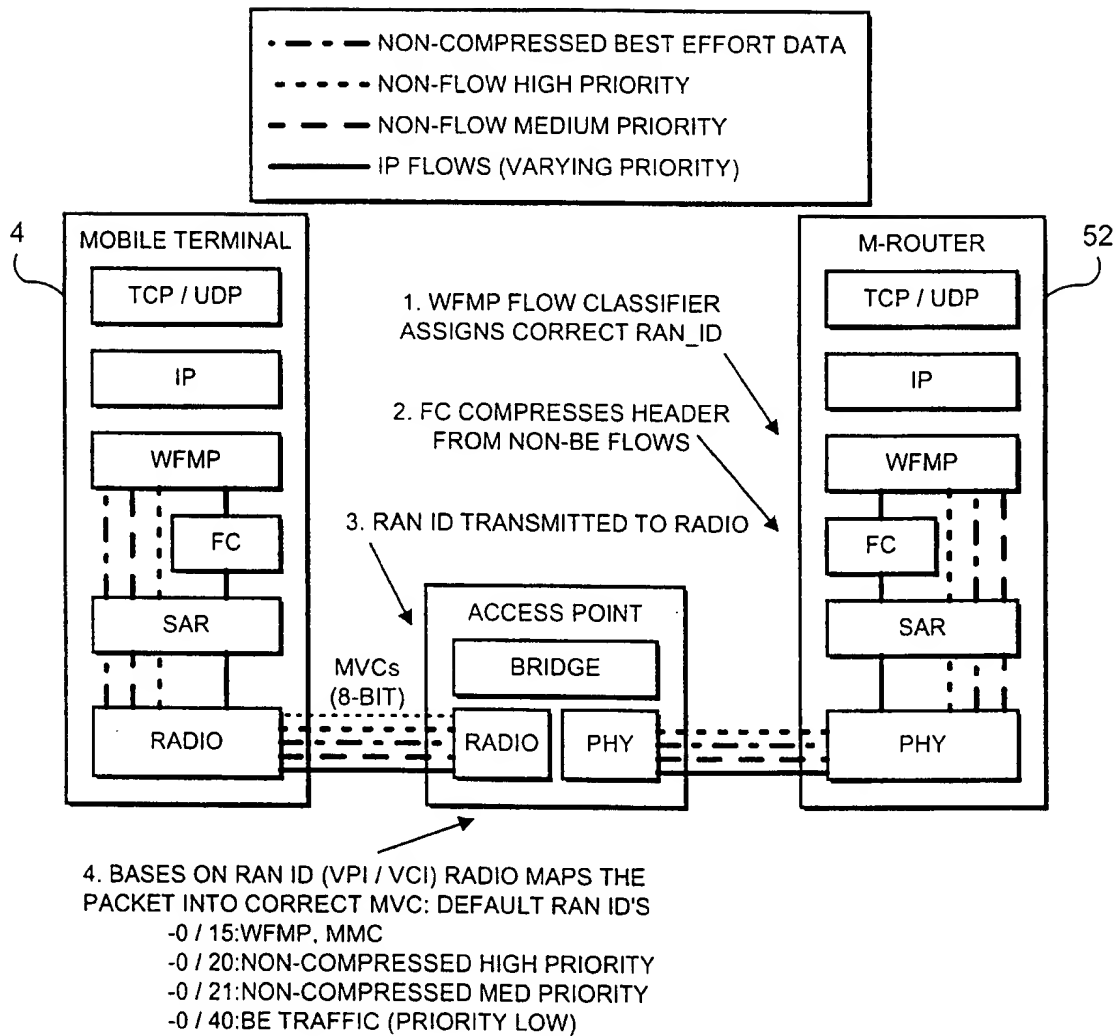 NON-COMPRESSED BEST EFFORT DATA
NON-FLOW HIGH PRIORITY
NON-FLOW MEDIUM PRIORITY
IP FLOWS (VARYING PRIORITY)
4
MOBILE TERMINAL
TCP / UDP
IP
WFMP
FC
SAR
RADIO
1. WFMP FLOW CLASSIFIER
ASSIGNS CORRECT RAN_ID
2. FC COMPRESSES HEADER
FROM NON-BE FLOWS
3. RAN ID TRANSMITTED TO RADIO
MVCs
(8-BIT)
ACCESS POINT
BRIDGE
RADIO
PHY
M-ROUTER
52
TCP / UDP
IP
WFMP
FC
SAR
PHY
4. BASES ON RAN ID (VPI / VCI) RADIO MAPS THE
PACKET INTO CORRECT MVC: DEFAULT RAN ID'S
-0 / 15:WFMP, MMC
-0 / 20:NON-COMPRESSED HIGH PRIORITY
-0 / 21:NON-COMPRESSED MED PRIORITY
-0 / 40:BE TRAFFIC (PRIORITY LOW)